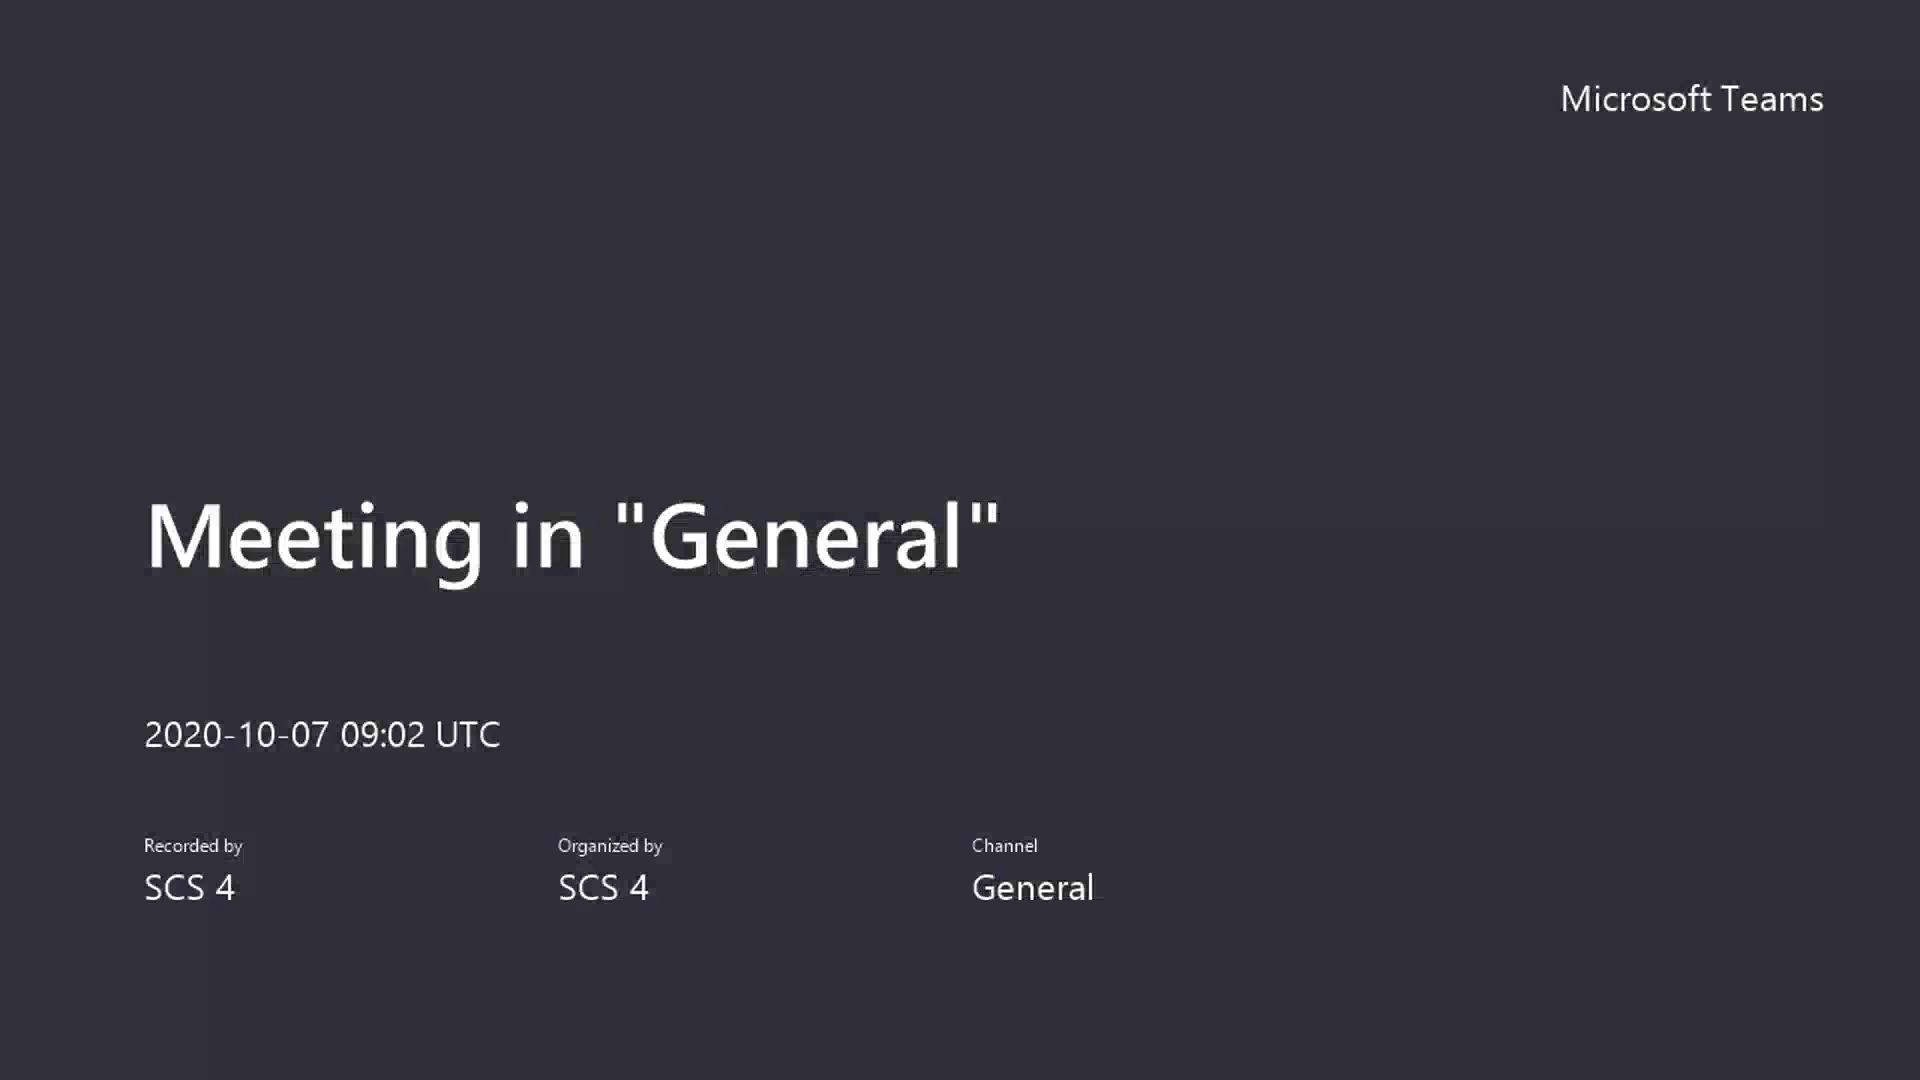 Microsoft Teams
Meeting in "General"
2020-10-07 09:02 UTC
Recorded by
SCS 4
Organized by
SCS 4
Channel
General